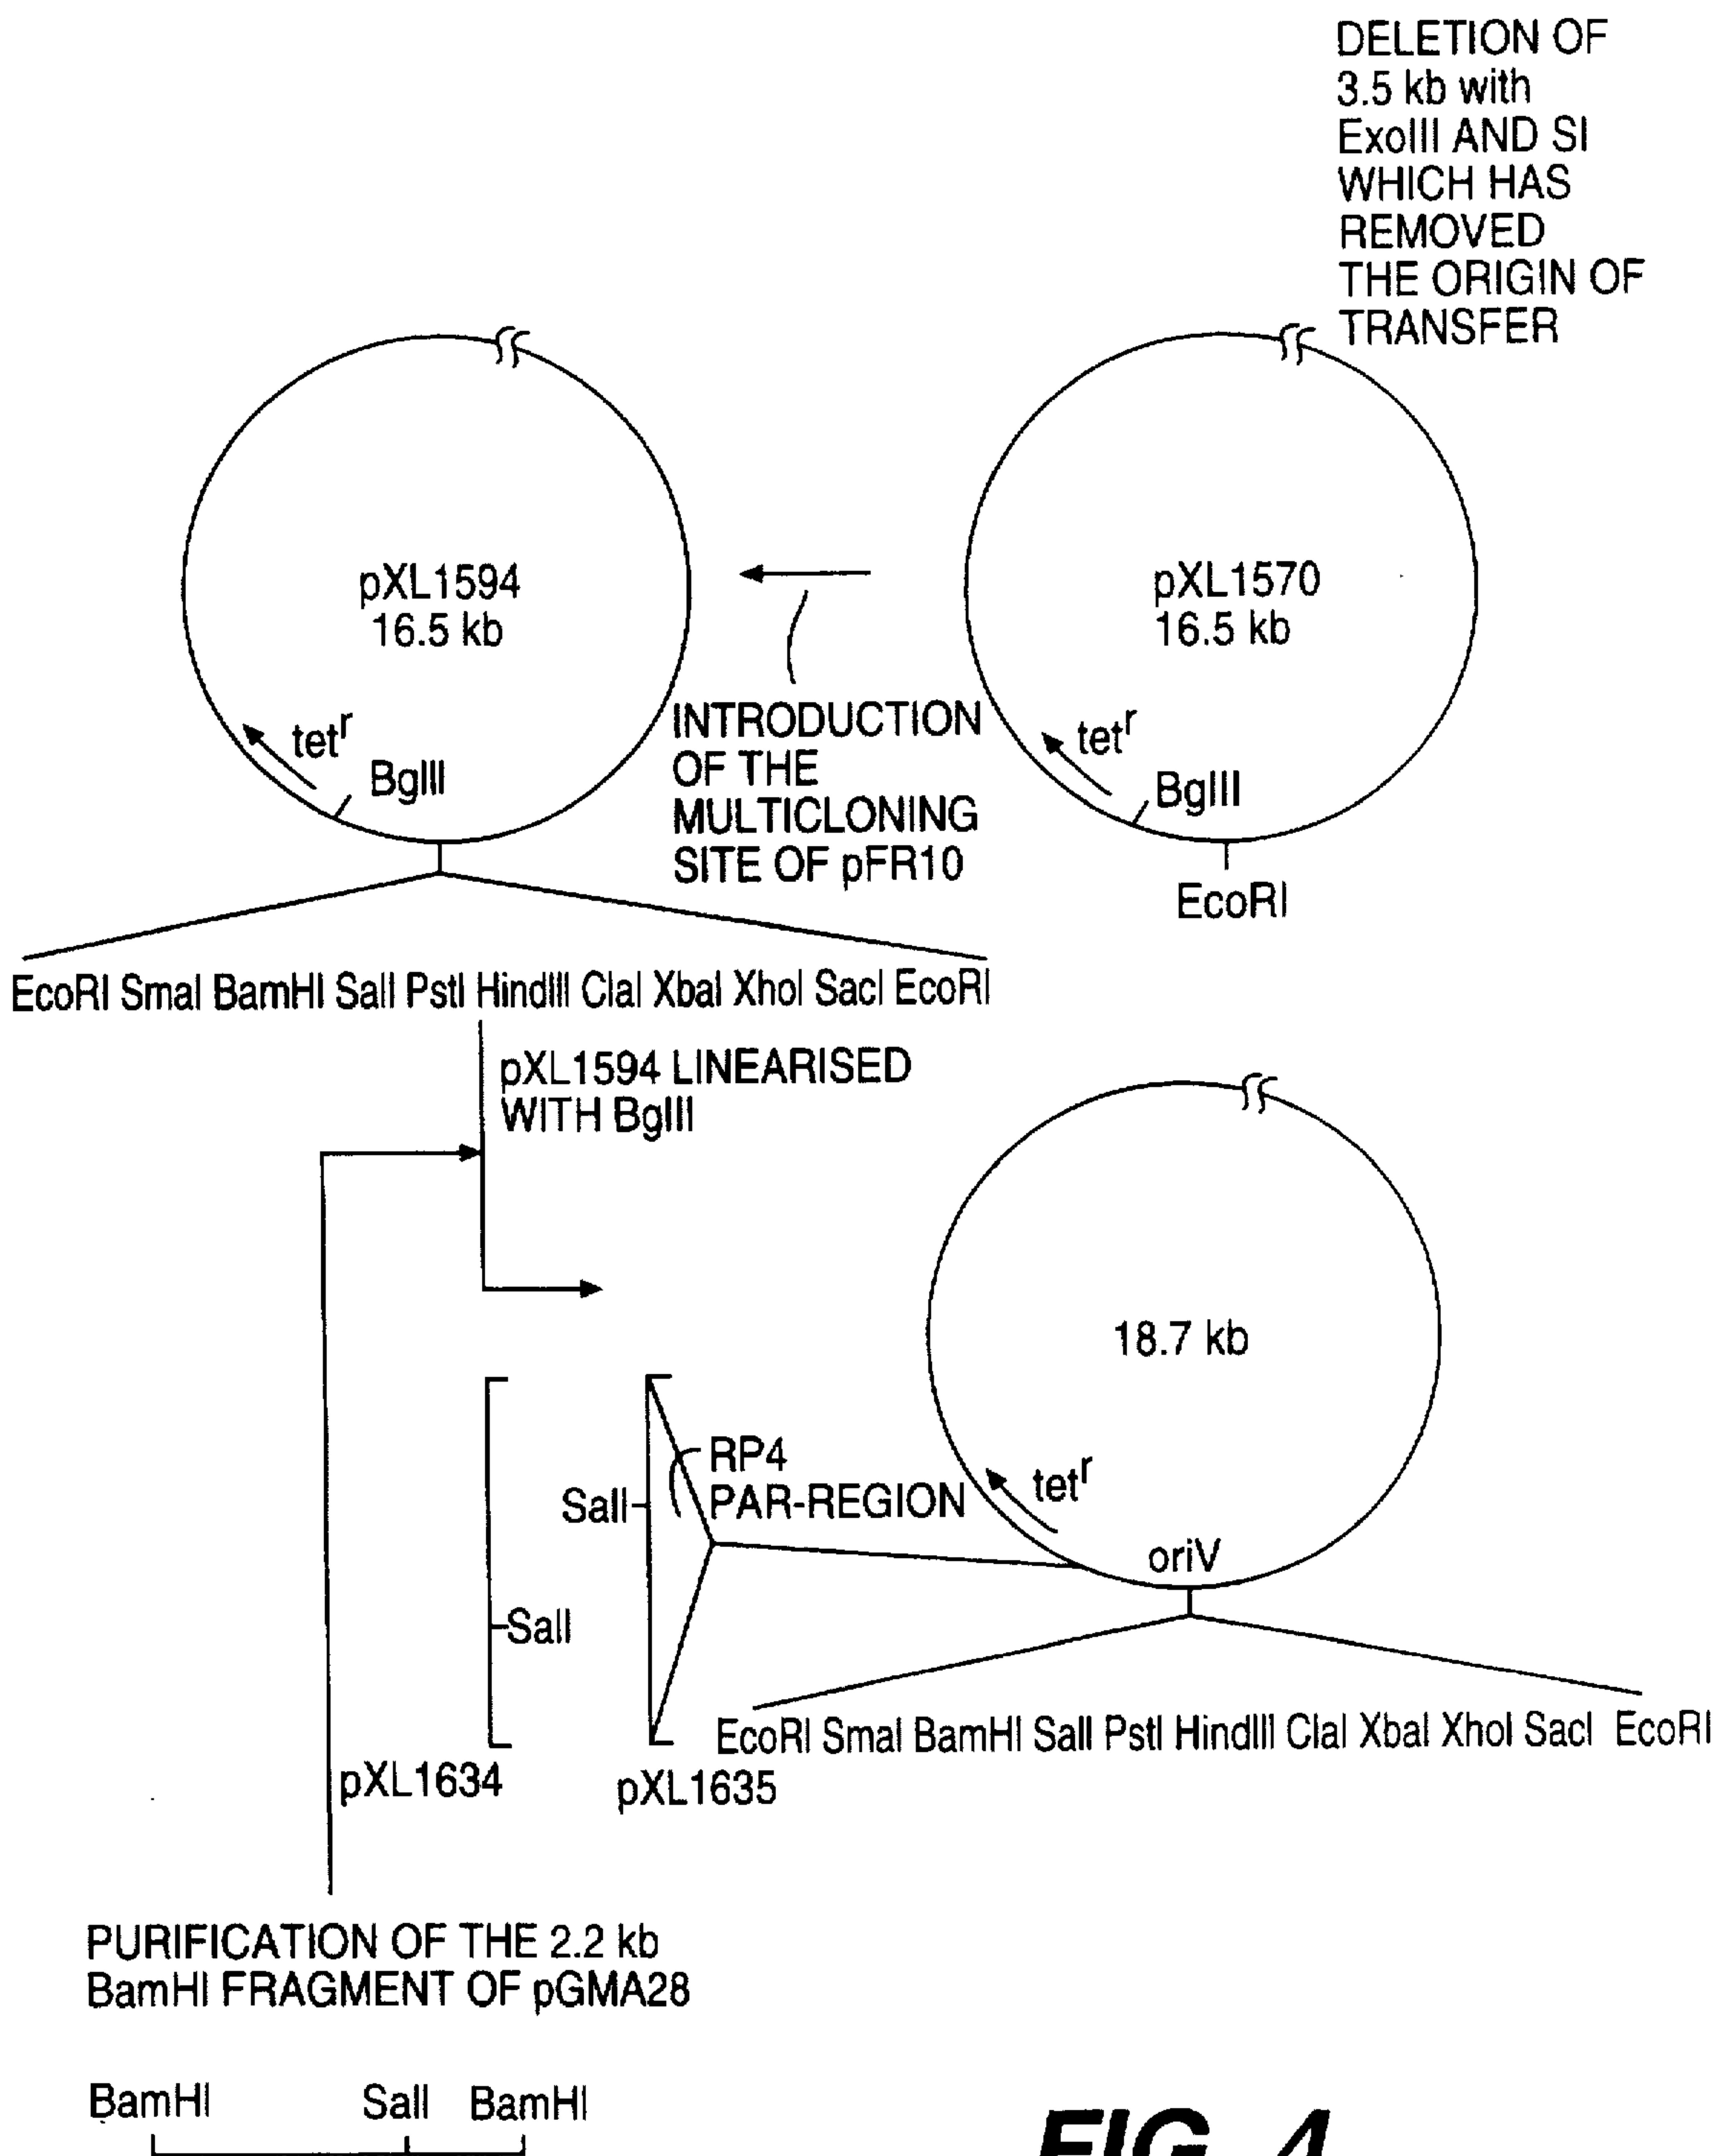 DELETION OF
3.5 kb with
ExoIII AND SI
WHICH HAS
REMOVED
THE ORIGIN OF
TRANSFER
pXL1594
16.5 kb
pXL1570
16.5 kb
tetr
BglII
INTRODUCTION
OF THE
MULTICLONING
SITE OF pFR10
tetr
BglII
EcoRI
EcoRI SmaI BamHI SalI PstI HindIII ClaI XbaI XhoI SacI EcoRI
pXL1594 LINEARISED
WITH BglII
18.7 kb
RP4
PAR-REGION
SalI
tetr
oriV
SalI
EcoRI SmaI BamHI SalI PstI HindIII ClaI XbaI XhoI SacI EcoRI
pXL1634
pXL1635
PURIFICATION OF THE 2.2 kb
BamHI FRAGMENT OF pGMA28
BamHI SalI BamHI
FIG. 4